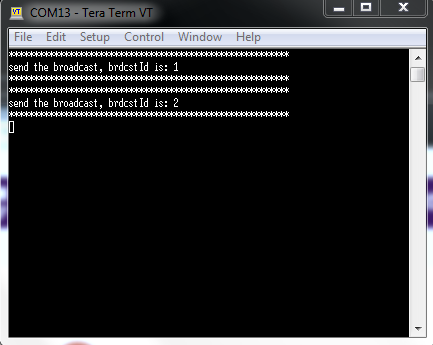 VT
COM13 - Tera Term VT
File Edit Setup Control Window Help
**************************************************
send the broadcast, brdcstId is: 1
**************************************************
**************************************************
send the broadcast, brdcstId is: 2
**************************************************